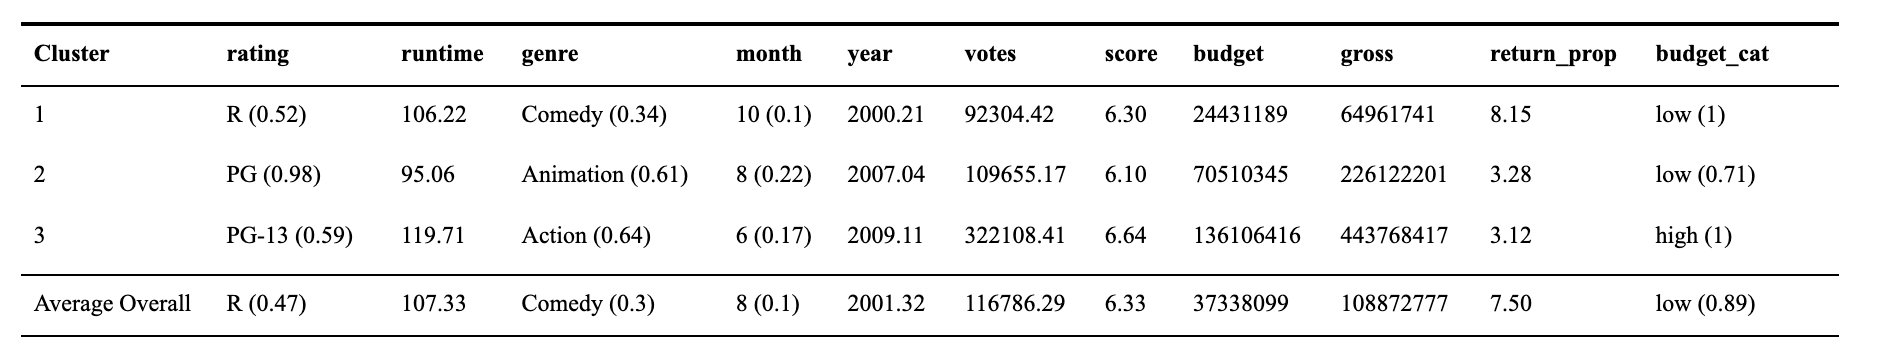 Cluster rating runtime genre month year votes score budget gross return_prop budget_cat
1 R (0.52) 106.22 Comedy (0.34) 10 (0.1) 2000.21 92304.42 6.30 24431189 64961741 8.15 low (1)
2 PG (0.98) 95.06 Animation (0.61) 8 (0.22) 2007.04 109655.17 6.10 70510345 226122201 3.28 low (0.71)
3 PG-13 (0.59) 119.71 Action (0.64) 6 (0.17) 2009.11 322108.41 6.64 136106416 443768417 3.12 high (1)
Average Overall R (0.47) 107.33 Comedy (0.3) 8 (0.1) 2001.32 116786.29 6.33 37338099 108872777 7.50 low (0.89)